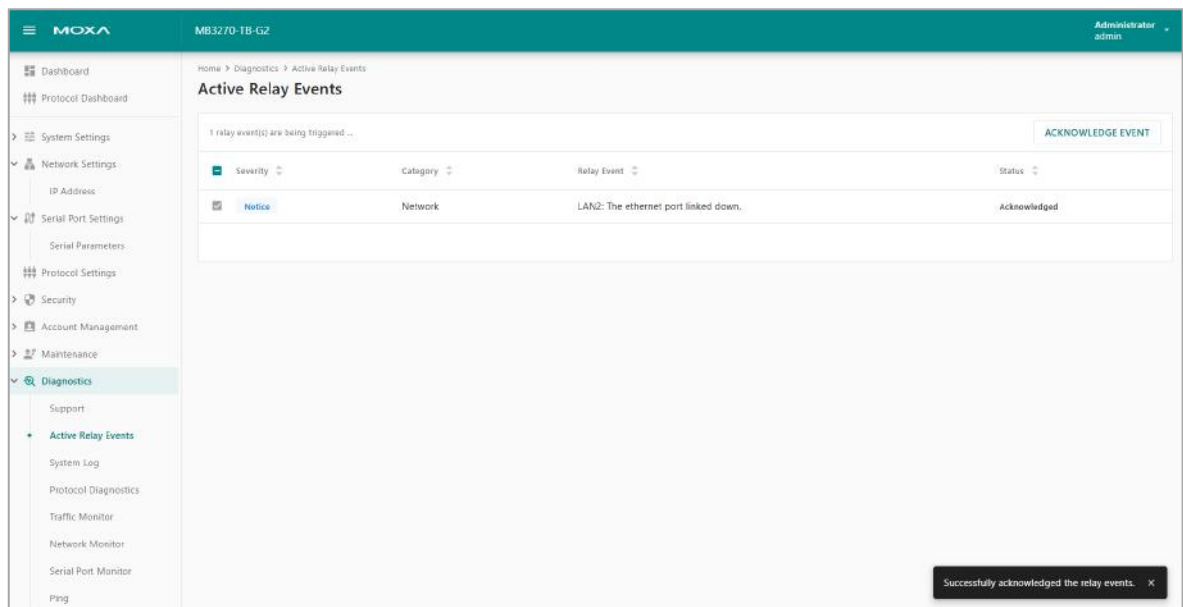 MOXA
MB3270-TB-G2
Administrator
admin
Dashboard
Protocol Dashboard
System Settings
Network Settings
IP Address
Serial Port Settings
Serial Parameters
Protocol Settings
Security
Account Management
Maintenance
Diagnostics
Support
Active Relay Events
System Log
Protocol Diagnostics
Traffic Monitor
Network Monitor
Serial Port Monitor
Ping
Home > Diagnostics > Active Relay Events
Active Relay Events
1 relay event(s) are being triggered ...
ACKNOWLEDGE EVENT
Severity Category Relay Event Status
Notice Network LAN2: The ethernet port linked down. Acknowledged
Successfully acknowledged the relay events. X